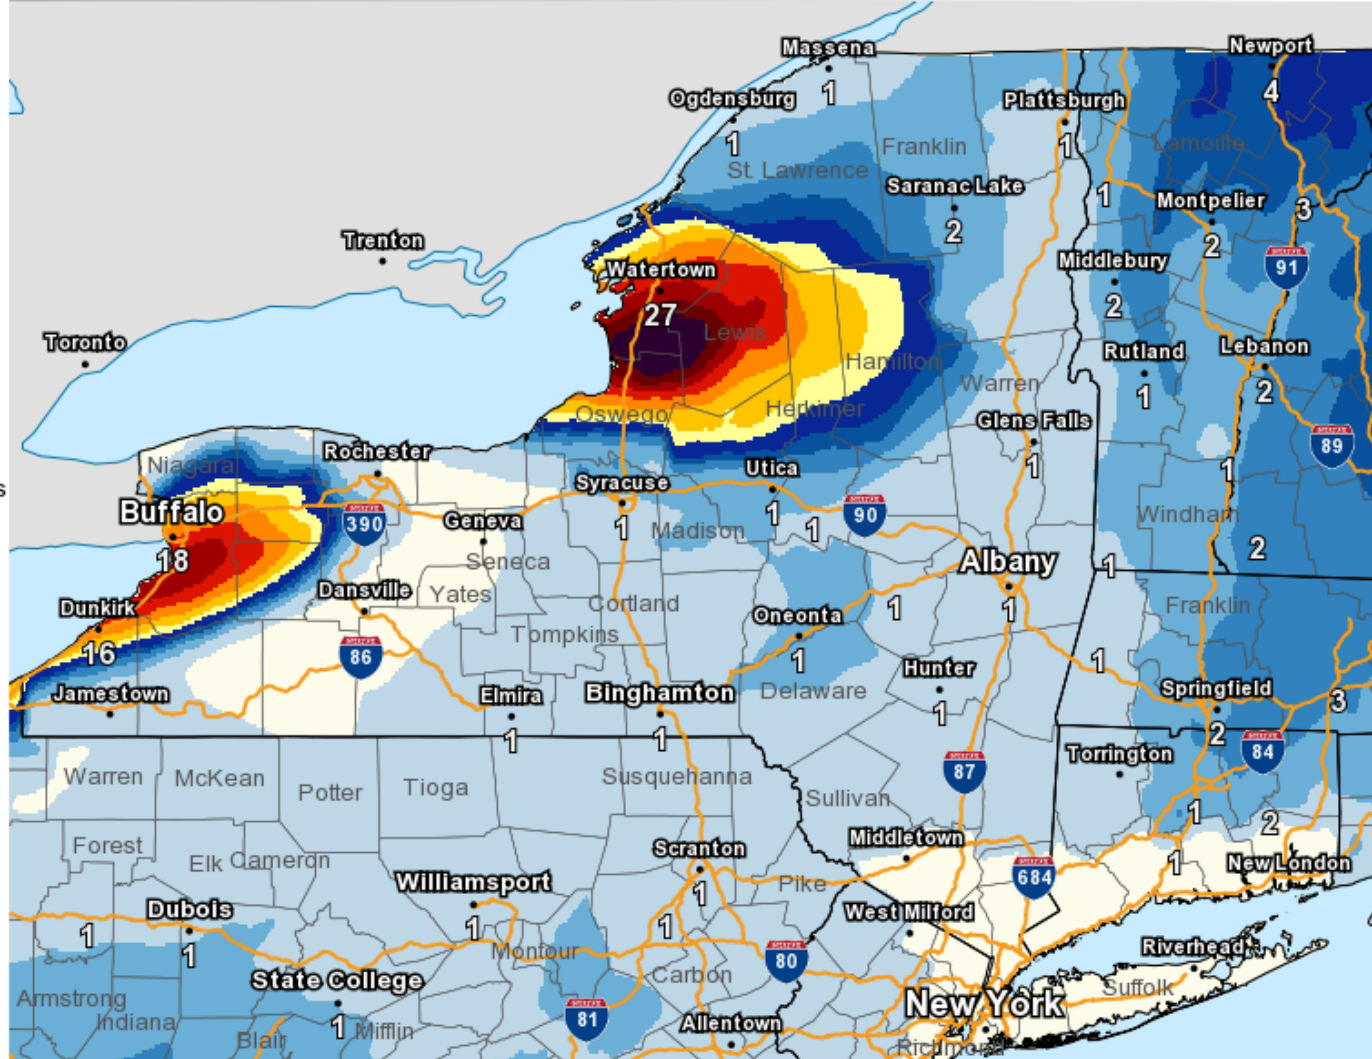 Massena
1
Ogdensburg
1
Plattsburgh
1
Newport
4
Franklin
St. Lawrence
Lamoille
Saranac Lake
2
1
Montpelier
2
3
Trenton
Watertown
27
Middlebury
2
91
Toronto
Lewis
Hamilton
Rutland
1
Lebanon
2
Warren
Oswego
Herkimer
Glens Falls
1
89
Niagara
Rochester
Utica
1
1
1
s
Buffalo
18
390
Geneva
Syracuse
1
Madison
90
Windham
2
Seneca
Albany
1
1
Dansville
Yates
Dunkirk
16
Cortland
Oneonta
1
1
Franklin
Tompkins
86
Hunter
1
1
Jamestown
Elmira
1
Binghamton
1
Delaware
Springfield
2
3
84
Warren
McKean
Potter
Tioga
Susquehanna
Sullivan
87
Torrington
1
2
Forest
Elk
Cameron
Scranton
1
Middletown
1
New London
Williamsport
1
Pike
684
Dubois
1
1
1
West Milford
Montour
80
Riverhead
State College
1
Carbon
Suffolk
Armstrong
Indiana
Blair
Mifflin
81
Allentown
New York
Richmond
INTERSTATE